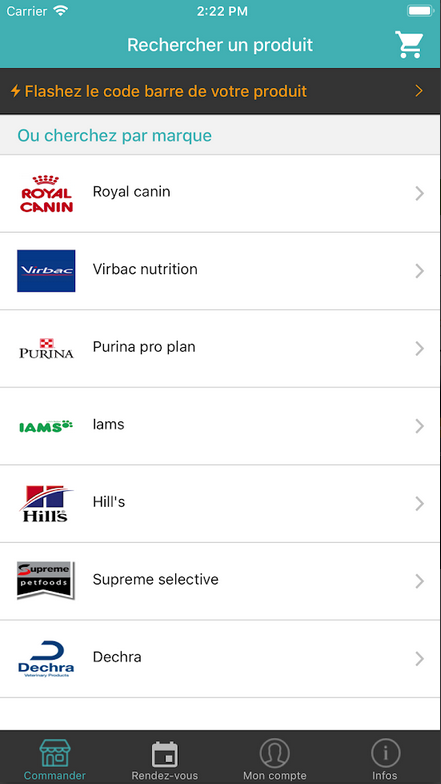 Carrier 2:22 PM
Rechercher un produit
Flashez le code barre de votre produit
Ou cherchez par marque
ROYAL CANIN
Royal canin
Virbac
Virbac nutrition
PURINA
Purina pro plan
IAMS
Iams
Hill's
Hill's
Supreme petfoods
Supreme selective
Dechra
Veterinary Products
Dechra
Commander Rendez-vous Mon compte Infos